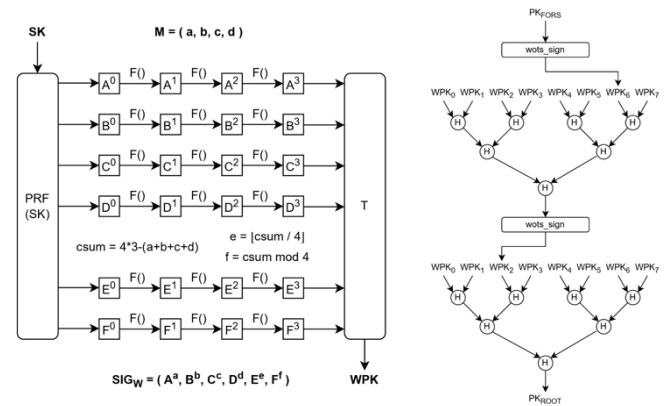 SK
M = ( a, b, c, d )
F() F() F()
A0 A1 A2 A3
F() F() F()
B0 B1 B2 B3
F() F() F()
C0 C1 C2 C3
F() F() F()
D0 D1 D2 D3
PRF
(SK)
T
csum = 4*3-(a+b+c+d)
e = ⌊csum / 4⌋
f = csum mod 4
F() F() F()
E0 E1 E2 E3
F() F() F()
F0 F1 F2 F3
SIGW = ( Aa, Bb, Cc, Dd, Ee, Ff )
WPK
PKFORS
wots_sign
WPK0 WPK1 WPK2 WPK3 WPK4 WPK5 WPK6 WPK7
H H H H
H H
H
wots_sign
WPK0 WPK1 WPK2 WPK3 WPK4 WPK5 WPK6 WPK7
H H H H
H H
H
PKROOT